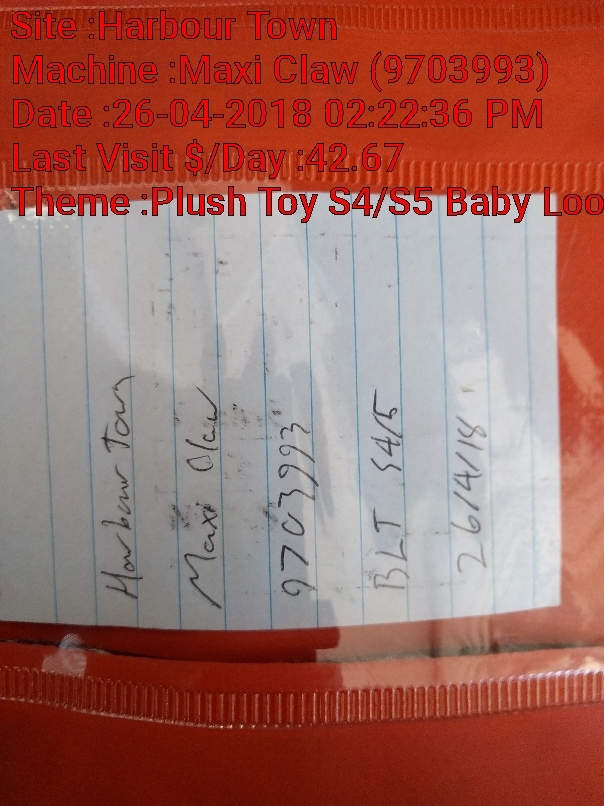 Site :Harbour Town
Machine :Maxi Claw (9703993)
Date :26-04-2018 02:22:36 PM
Last Visit $/Day :42.67
Theme :Plush Toy S4/S5 Baby Loo
Harbour Town
Maxi Claw
9703993
BLT S4/5
26/4/18